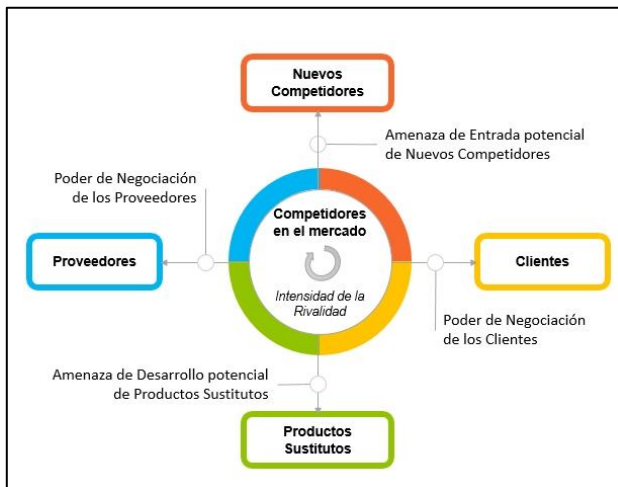 Nuevos
Competidores
Amenaza de Entrada potencial
de Nuevos Competidores
Poder de Negociación
de los Proveedores
Competidores
en el mercado
Proveedores
Clientes
Intensidad de la
Rivalidad
Poder de Negociación
de los Clientes
Amenaza de Desarrollo potencial
de Productos Sustitutos
Productos
Sustitutos